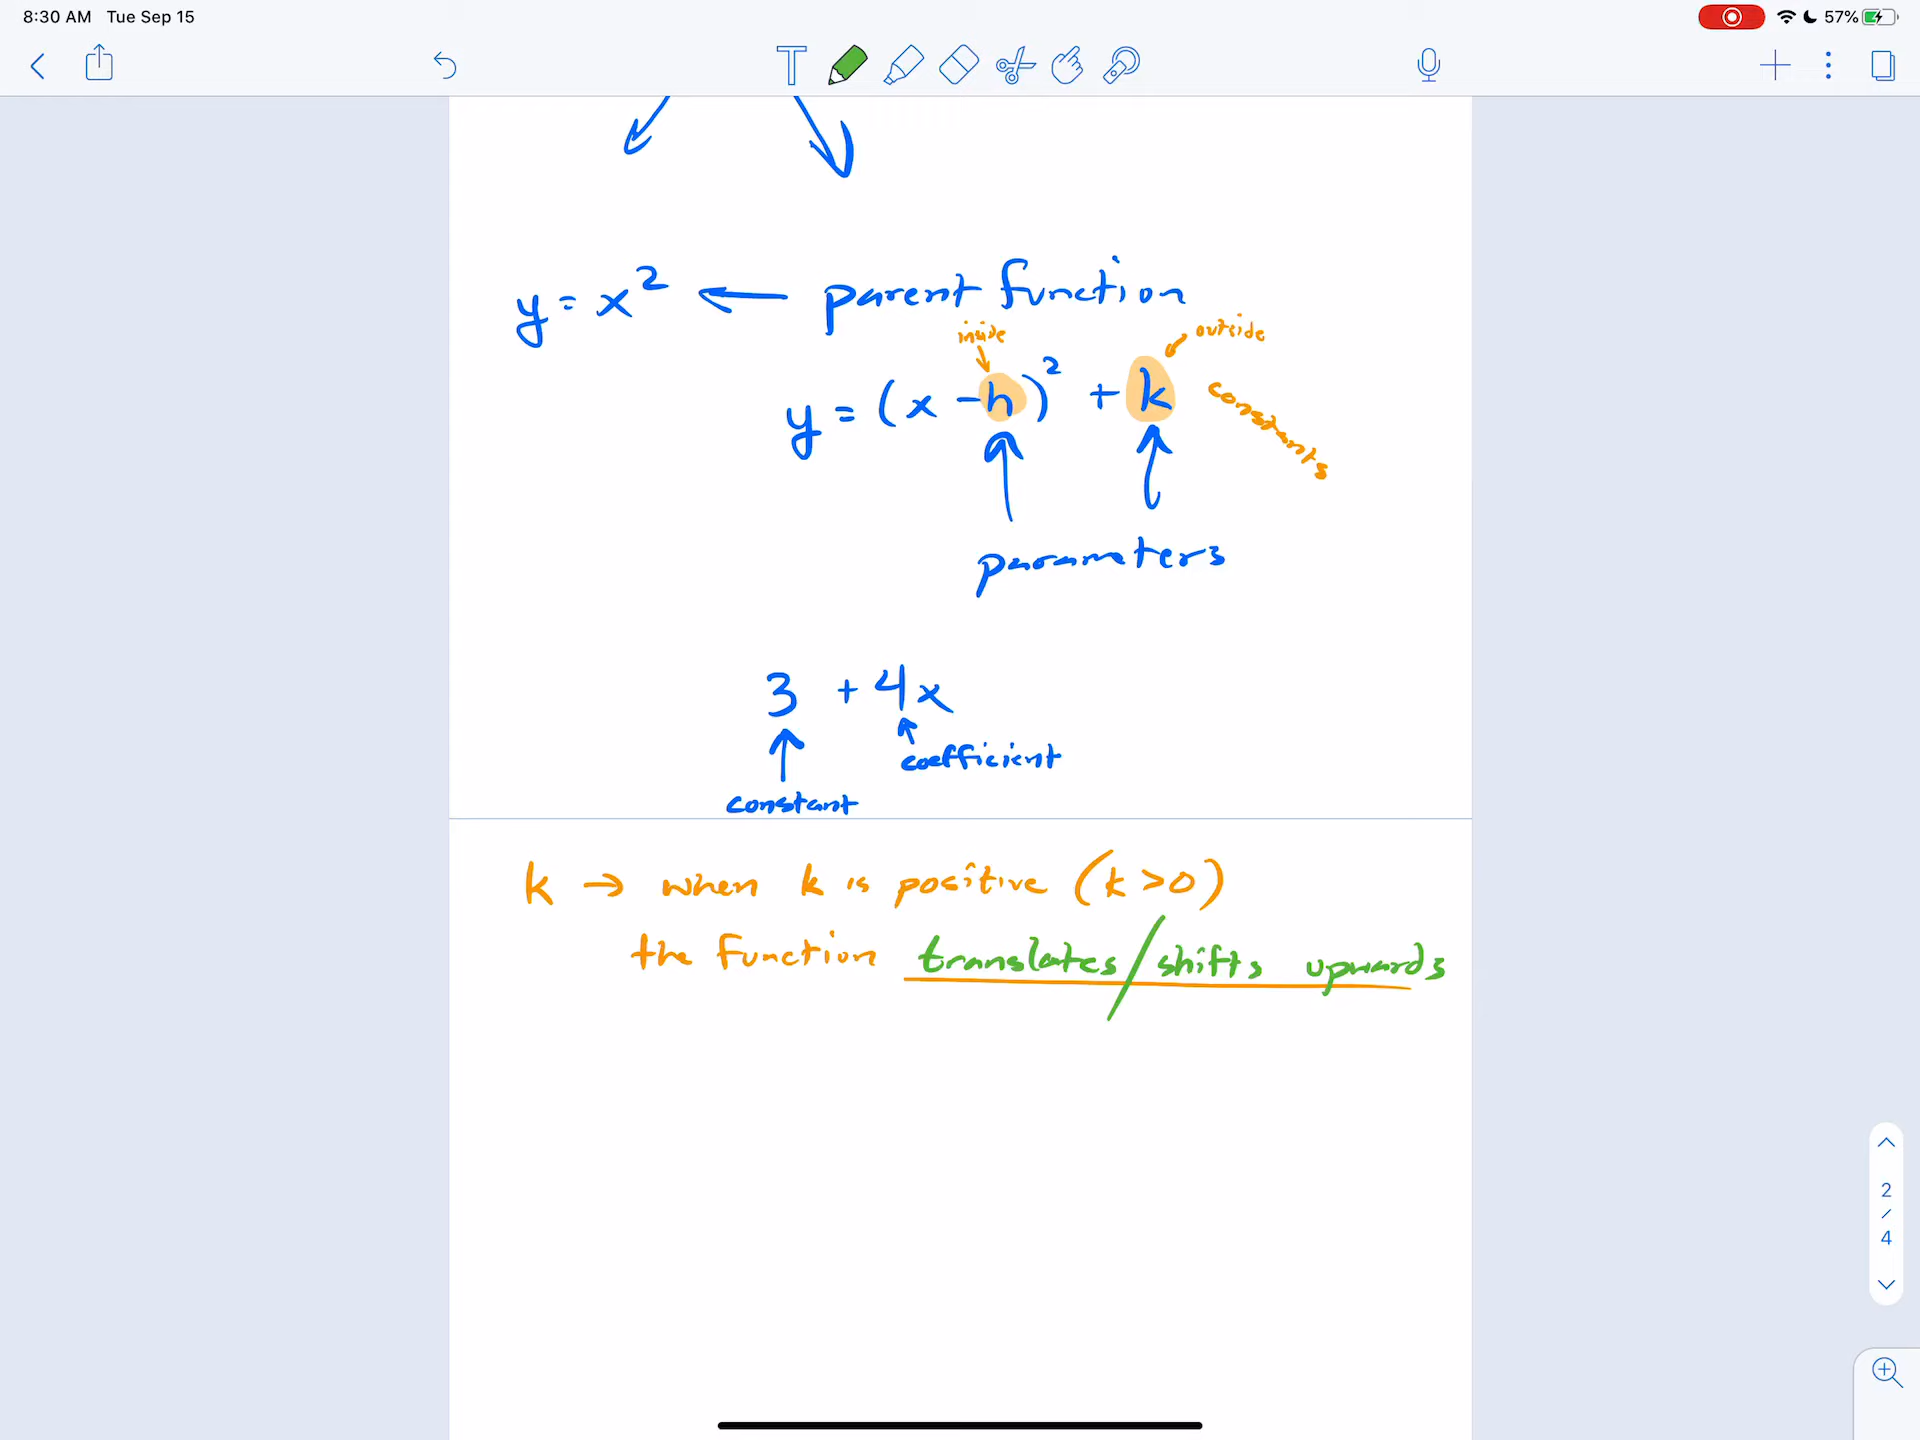 8:30 AM Tue Sep 15
57%
y = x² ← parent function
inside
outside
y = (x - h)² + k
constants
parameters
3 + 4x
coefficient
constant
k → when k is positive (k > 0)
the function translates/shifts upwards
2
/
4